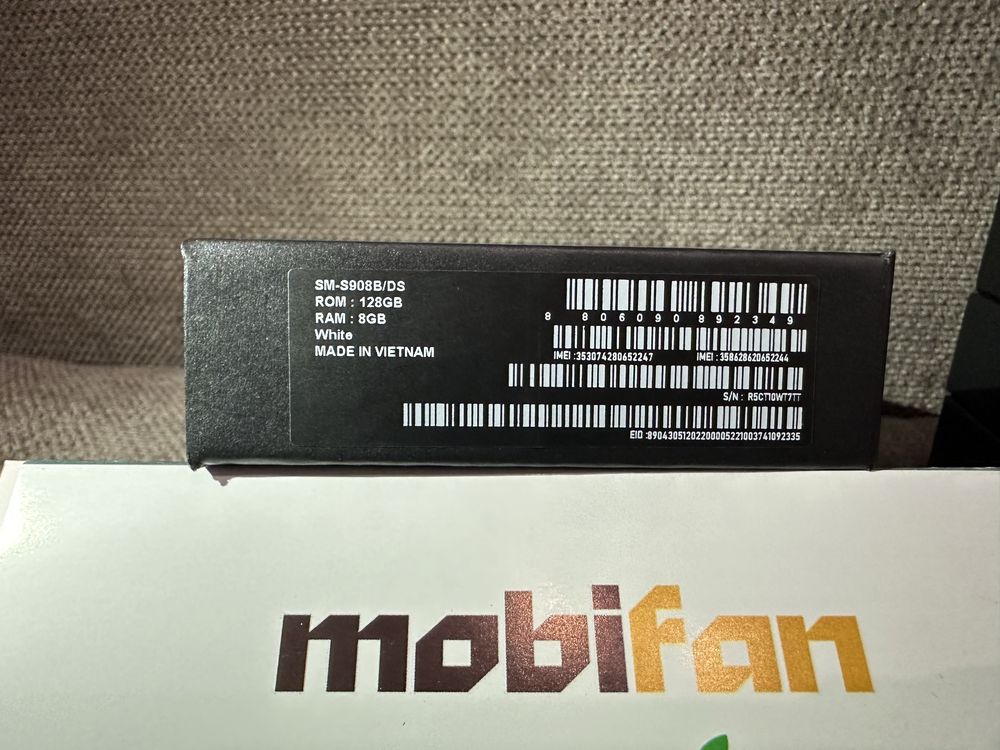 SM-S908B/DS
ROM : 128GB
RAM : 8GB
White
MADE IN VIETNAM
8 806090 892349
IMEI :353074280652247
IMEI :358628620652244
S/N : R5CT10WT7TT
EID :89043051202200005221003741092335
mobifan